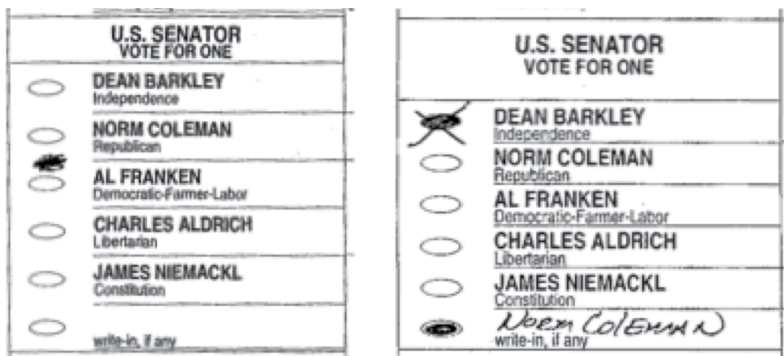 U.S. SENATOR
VOTE FOR ONE
DEAN BARKLEY
Independence
NORM COLEMAN
Republican
AL FRANKEN
Democratic-Farmer-Labor
CHARLES ALDRICH
Libertarian
JAMES NIEMACKL
Constitution
write-in, if any
U.S. SENATOR
VOTE FOR ONE
DEAN BARKLEY
Independence
NORM COLEMAN
Republican
AL FRANKEN
Democratic-Farmer-Labor
CHARLES ALDRICH
Libertarian
JAMES NIEMACKL
Constitution
NORM COLEMAN
write-in, if any